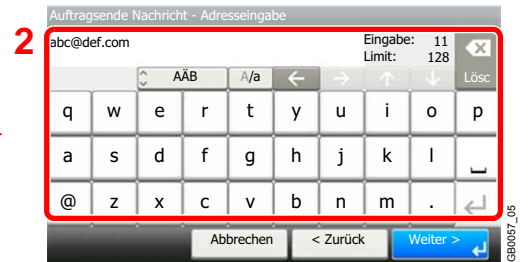 Auftragsende Nachricht - Adresseingabe
2
abc@def.com Eingabe: 11
Limit: 128
AÄB A/a ← → ↑ ↓ Lösc
q w e r t y u i o p
a s d f g h j k l ␣
@ z x c v b n m . ↵
Abbrechen < Zurück Weiter >
GB0057_05